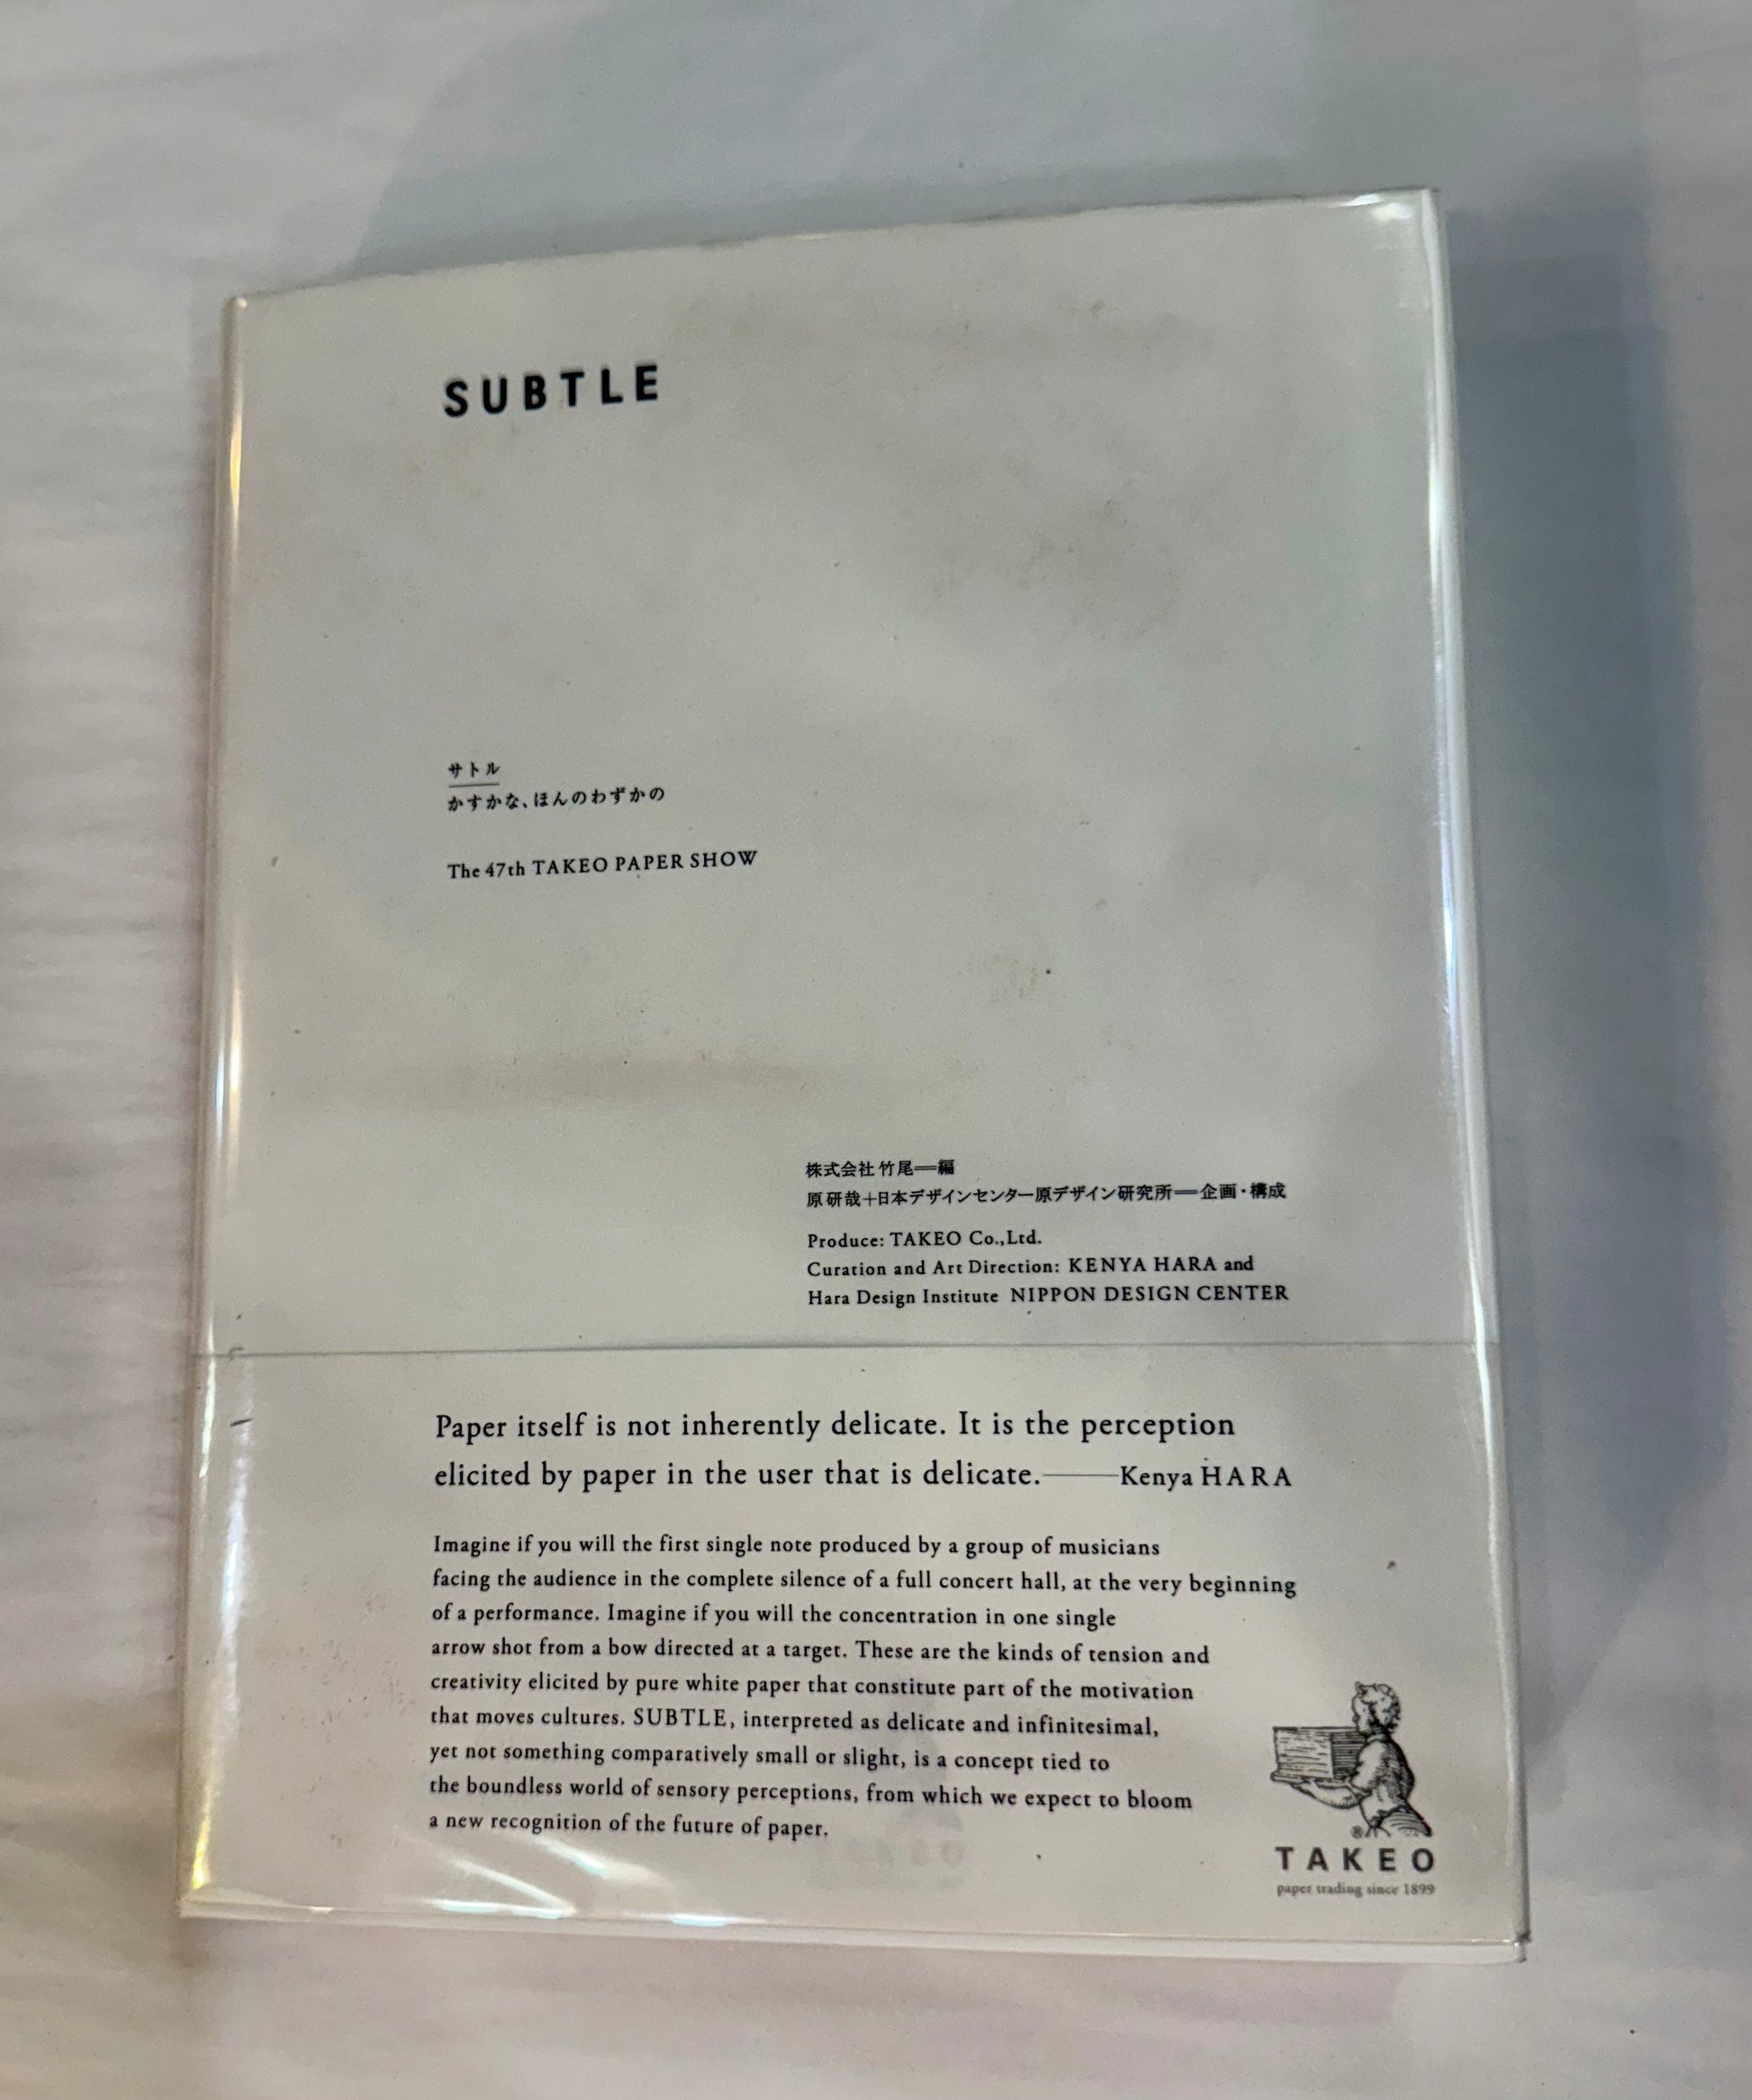 SUBTLE
サトル
かすかな、ほんのわずかの
The 47th TAKEO PAPER SHOW
株式会社竹尾──編
原研哉+日本デザインセンター原デザイン研究所──企画・構成
Produce: TAKEO Co.,Ltd.
Curation and Art Direction: KENYA HARA and
Hara Design Institute NIPPON DESIGN CENTER
Paper itself is not inherently delicate. It is the perception
elicited by paper in the user that is delicate.——Kenya HARA
Imagine if you will the first single note produced by a group of musicians
facing the audience in the complete silence of a full concert hall, at the very beginning
of a performance. Imagine if you will the concentration in one single
arrow shot from a bow directed at a target. These are the kinds of tension and
creativity elicited by pure white paper that constitute part of the motivation
that moves cultures. SUBTLE, interpreted as delicate and infinitesimal,
yet not something comparatively small or slight, is a concept tied to
the boundless world of sensory perceptions, from which we expect to bloom
a new recognition of the future of paper.
®
TAKEO
paper trading since 1899